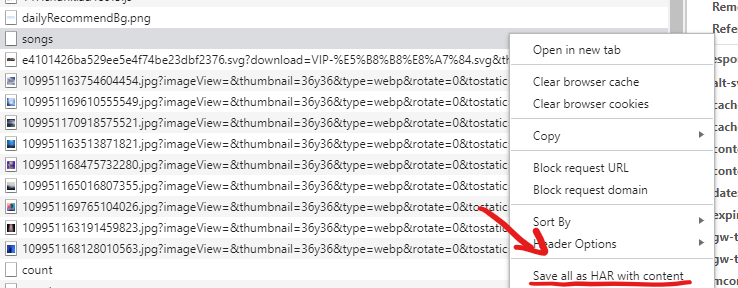 dailyRecommendBg.png
songs
e4101426ba529ee5e4f74be23dbf2376.svg?download=VIP-%E5%B8%B8%E8%A7%84.svg&th
109951163754604454.jpg?imageView=&thumbnail=36y36&type=webp&rotate=0&tostatic
109951169610555549.jpg?imageView=&thumbnail=36y36&type=webp&rotate=0&tostatic
109951170918575521.jpg?imageView=&thumbnail=36y36&type=webp&rotate=0&tostatic
109951163513871821.jpg?imageView=&thumbnail=36y36&type=webp&rotate=0&tostatic
109951168475732280.jpg?imageView=&thumbnail=36y36&type=webp&rotate=0&tostatic
109951165016807355.jpg?imageView=&thumbnail=36y36&type=webp&rotate=0&tostatic
109951169765104026.jpg?imageView=&thumbnail=36y36&type=webp&rotate=0&tostatic
109951163191459823.jpg?imageView=&thumbnail=36y36&type=webp&rotate=0&tostatic
109951168128010563.jpg?imageView=&thumbnail=36y36&type=webp&rotate=0&tostatic
count
Open in new tab
Clear browser cache
Clear browser cookies
Copy
Block request URL
Block request domain
Sort By
Header Options
Save all as HAR with content
Remo
Refe
espo
alt-sv
cache
cont
cont
date
expir
gw-t
gw-ti